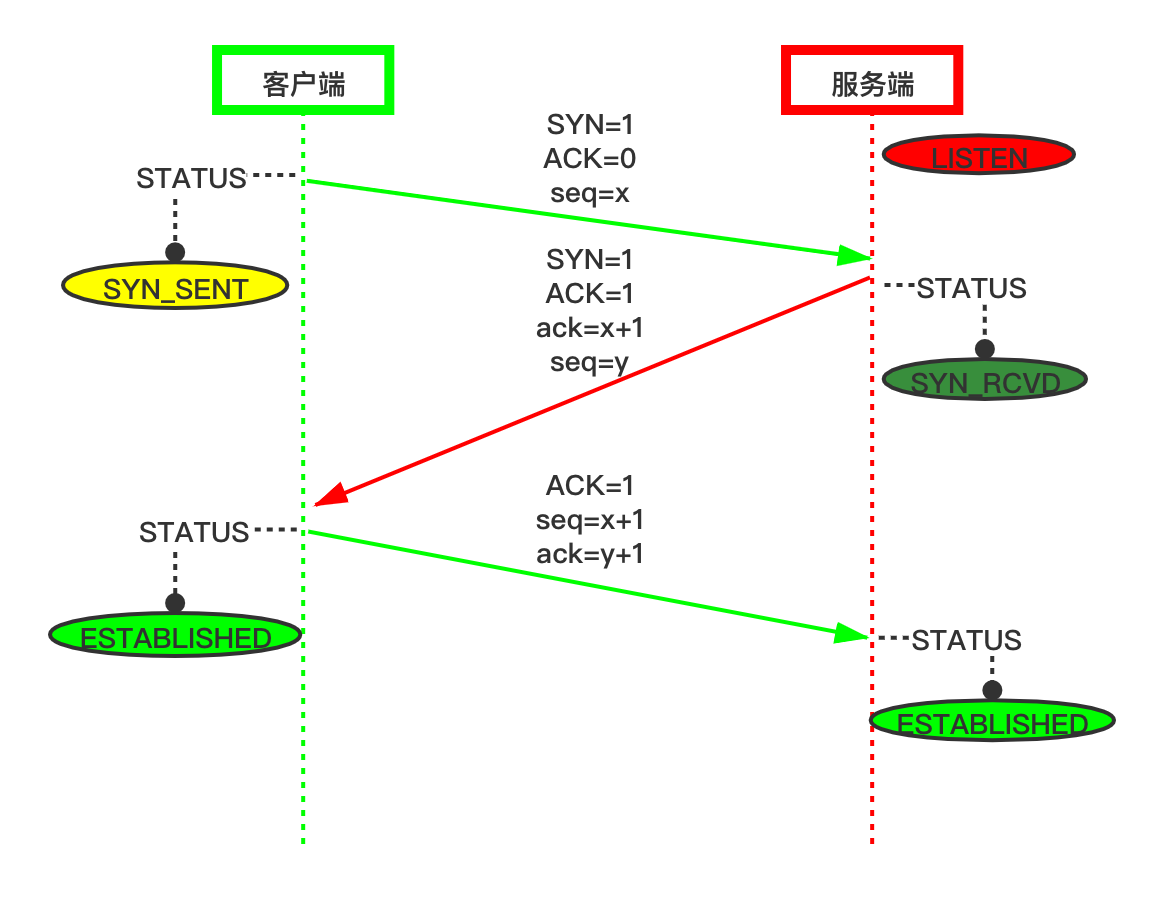 客户端
服务端
SYN=1
ACK=0
seq=x
LISTEN
STATUS
SYN_SENT
SYN=1
ACK=1
ack=x+1
seq=y
STATUS
SYN_RCVD
ACK=1
seq=x+1
ack=y+1
STATUS
ESTABLISHED
STATUS
ESTABLISHED